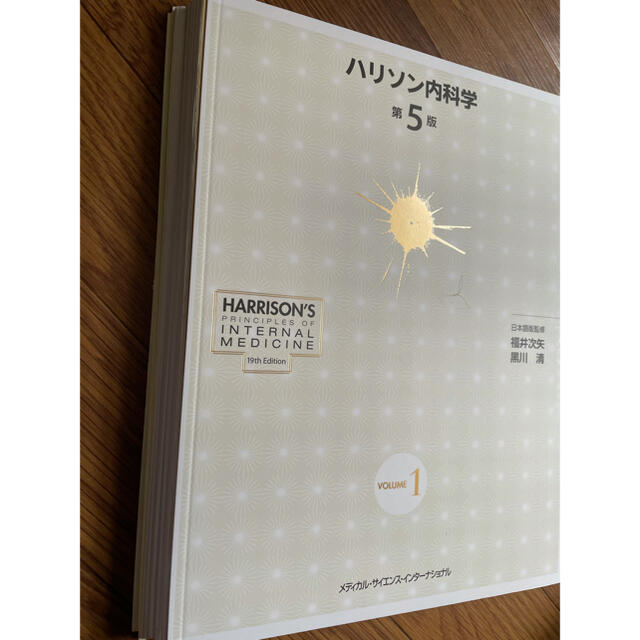 ハリソン内科学
第5版
HARRISON'S
PRINCIPLES OF
INTERNAL
MEDICINE
19th Edition
日本語版監修
福井次矢
黒川 清
VOLUME 1
メディカル・サイエンス・インターナショナル